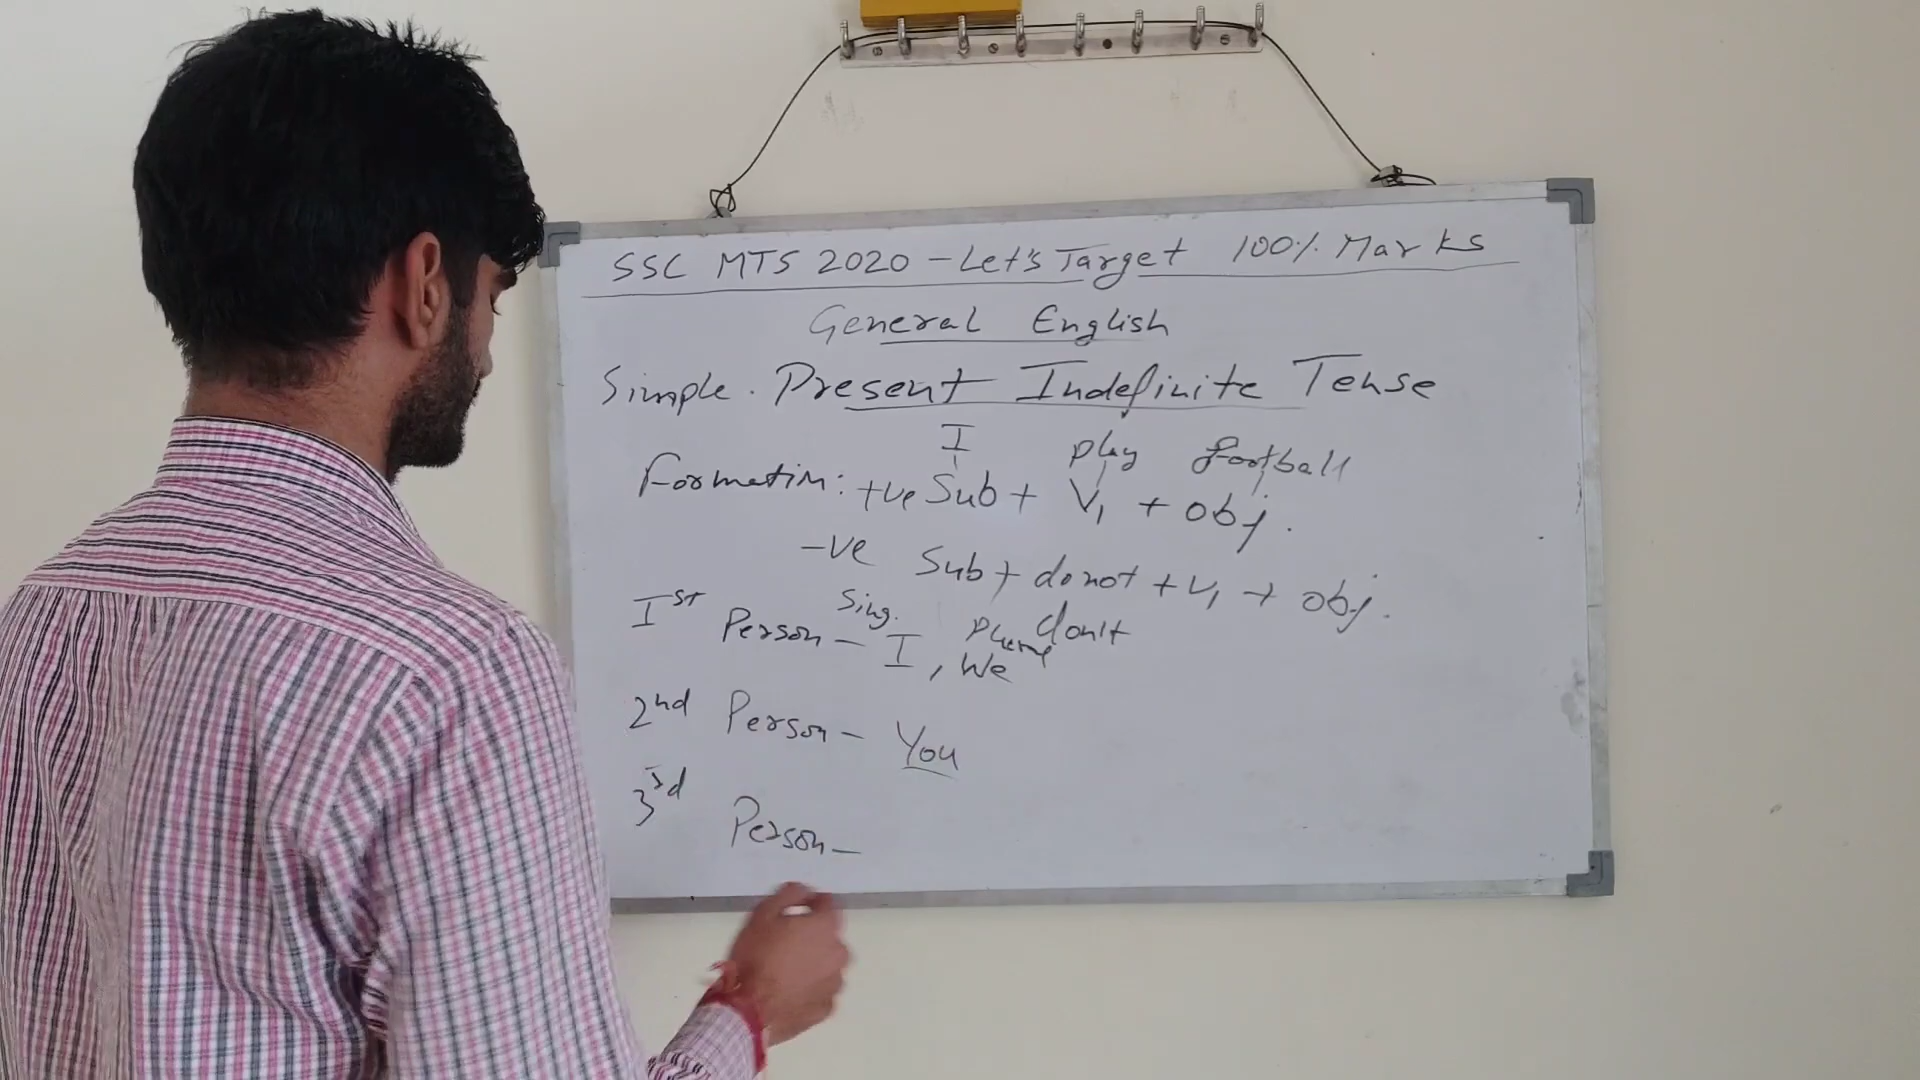 SSC MTS 2020 - Let's Target 100% Marks
General English
Simple. Present Indefinite Tense
I play football
Formation: +ve Sub + V1 + obj.
-ve Sub + do not + V1 + obj.
don't
Sing.
Ist Person - I, We
2nd Person - You
3rd Person -